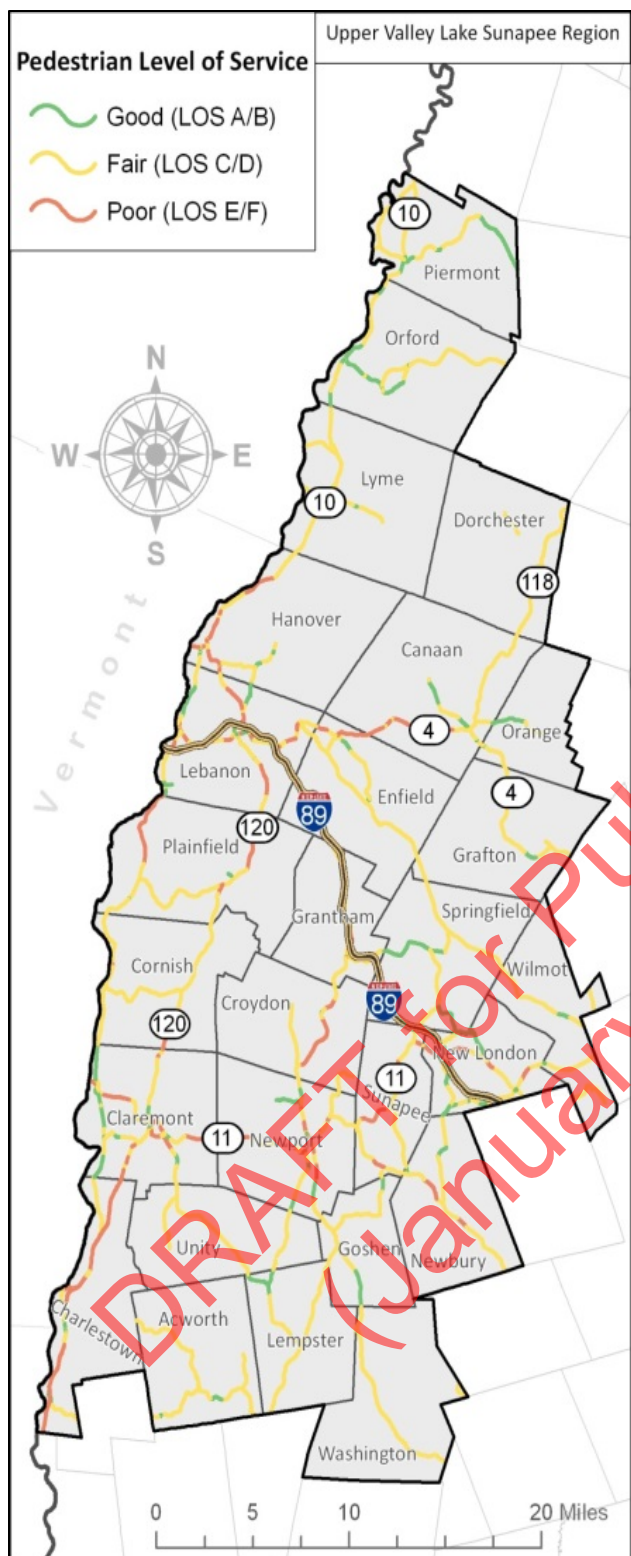 Upper Valley Lake Sunapee Region
Pedestrian Level of Service
Good (LOS A/B)
Fair (LOS C/D)
Poor (LOS E/F)
10
Piermont
Orford
N
W
E
S
Lyme
10
Dorchester
118
Vermont
Hanover
Canaan
4
Orange
Lebanon
89
Enfield
4
120
Plainfield
Grafton
Grantham
Springfield
Wilmot
Cornish
Croydon
89
120
New London
11
Sunapee
Claremont
11
Newport
Unity
Goshen
Newbury
Charlestown
Acworth
Lempster
Washington
DRAFT for Pu
(January
0 5 10 20 Miles